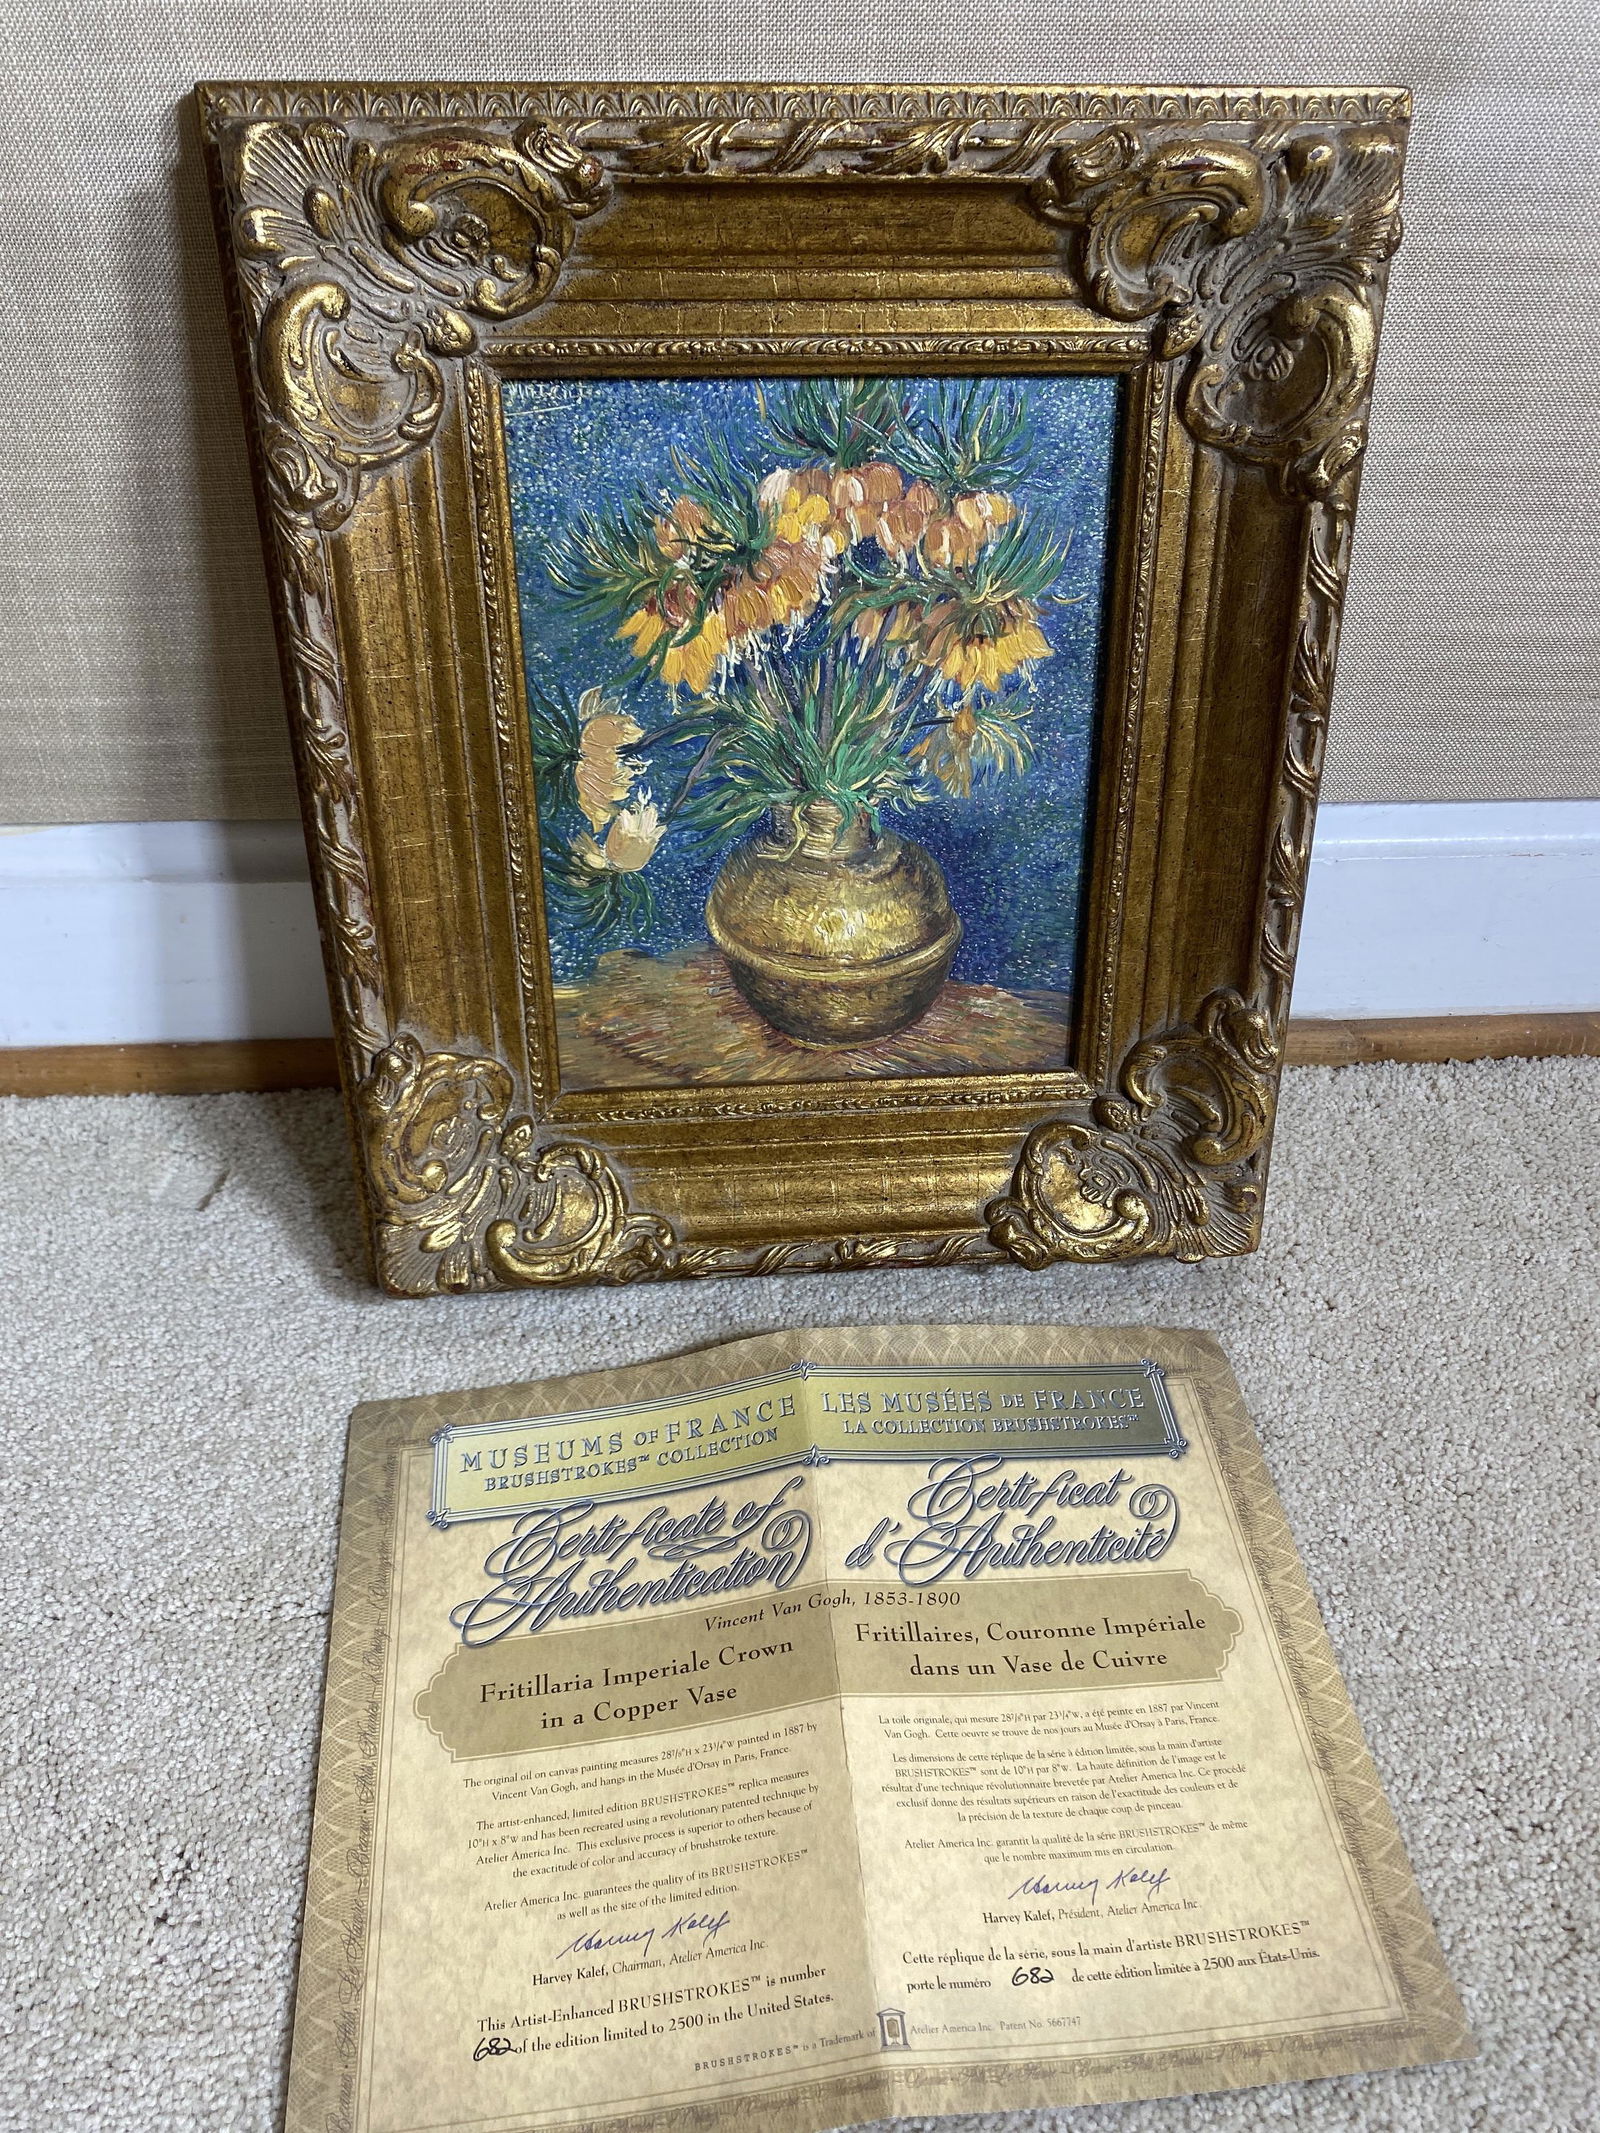 Vincent
MUSEUMS OF FRANCE
BRUSHSTROKES™ COLLECTION
Certificate of
Authentication
Vincent Van Gogh, 1853-1890
Fritillaria Imperiale Crown
in a Copper Vase
The original oil on canvas painting measures 28⅞"H x 23¼"W painted in 1887 by
Vincent Van Gogh, and hangs in the Musée d'Orsay in Paris, France.
The artist-enhanced, limited edition BRUSHSTROKES™ replica measures
10"H x 8"W and has been recreated using a revolutionary patented technique by
Atelier America Inc. This exclusive process is superior to others because of
the exactitude of color and accuracy of brushstroke texture.
Atelier America Inc. guarantees the quality of its BRUSHSTROKES™
as well as the size of the limited edition.
Harvey Kalef
Harvey Kalef, Chairman, Atelier America Inc.
This Artist-Enhanced BRUSHSTROKES™ is number
682 of the edition limited to 2500 in the United States.
LES MUSÉES DE FRANCE
LA COLLECTION BRUSHSTROKES™
Certificat
d'Authenticité
Fritillaires, Couronne Impériale
dans un Vase de Cuivre
La toile originale, qui mesure 28⅞"H par 23¼"W, a été peinte en 1887 par Vincent
Van Gogh. Cette oeuvre se trouve de nos jours au Musée d'Orsay à Paris, France.
Les dimensions de cette réplique de la série à édition limitée, sous la main d'artiste
BRUSHSTROKES™ sont de 10"H par 8"W. La haute définition de l'image est le
résultat d'une technique révolutionnaire brevetée par Atelier America Inc. Ce procédé
exclusif donne des résultats supérieurs en raison de l'exactitude des couleurs et de
la précision de la texture de chaque coup de pinceau.
Atelier America Inc. garantit la qualité de la série BRUSHSTROKES™ de même
que le nombre maximum mis en circulation.
Harvey Kalef
Harvey Kalef, Président, Atelier America Inc.
Cette réplique de la série, sous la main d'artiste BRUSHSTROKES™
porte le numéro 682 de cette édition limitée à 2500 aux États-Unis.
BRUSHSTROKES™ is a Trademark of Atelier America Inc. Patent No. 5667747